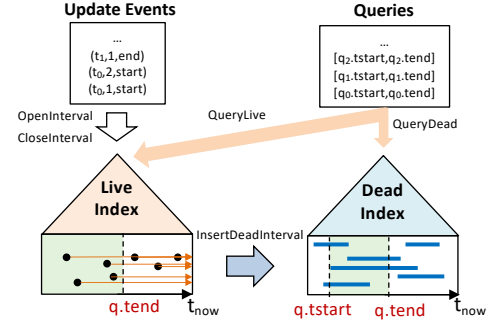 Update Events
...
(t1,1,end)
(t0,2,start)
(t0,1,start)
Queries
...
[q2.tstart,q2.tend]
[q1.tstart,q1.tend]
[q0.tstart,q0.tend]
OpenInterval
CloseInterval
QueryLive
QueryDead
Live
Index
Dead
Index
InsertDeadInterval
q.tend
tnow
q.tstart
q.tend
tnow